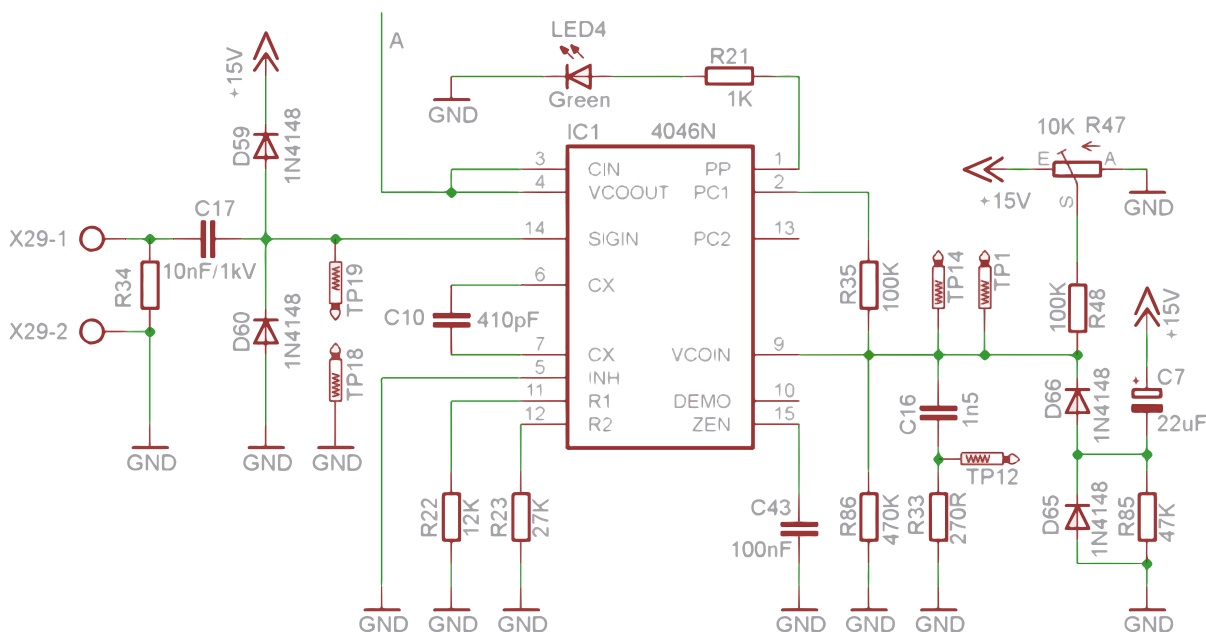 LED4
Green
GND
R21
1K
A
+15V
D59
1N4148
IC1
4046N
3
CIN
4
VCOOUT
14
SIGIN
6
CX
7
CX
5
INH
11
R1
12
R2
PP
1
PC1
2
PC2
13
VCOIN
9
DEMO
10
ZEN
15
X29-1
X29-2
R34
GND
C17
10nF/1kV
D60
1N4148
GND
TP19
TP18
GND
C10
410pF
GND
R22
12K
GND
R23
27K
GND
C43
100nF
GND
R35
100K
R86
470K
GND
TP14
TP1
C16
1n5
TP12
R33
270R
GND
10K
R47
E
A
S
+15V
GND
100K
R48
+15V
C7
22uF
D66
1N4148
D65
1N4148
R85
47K
GND